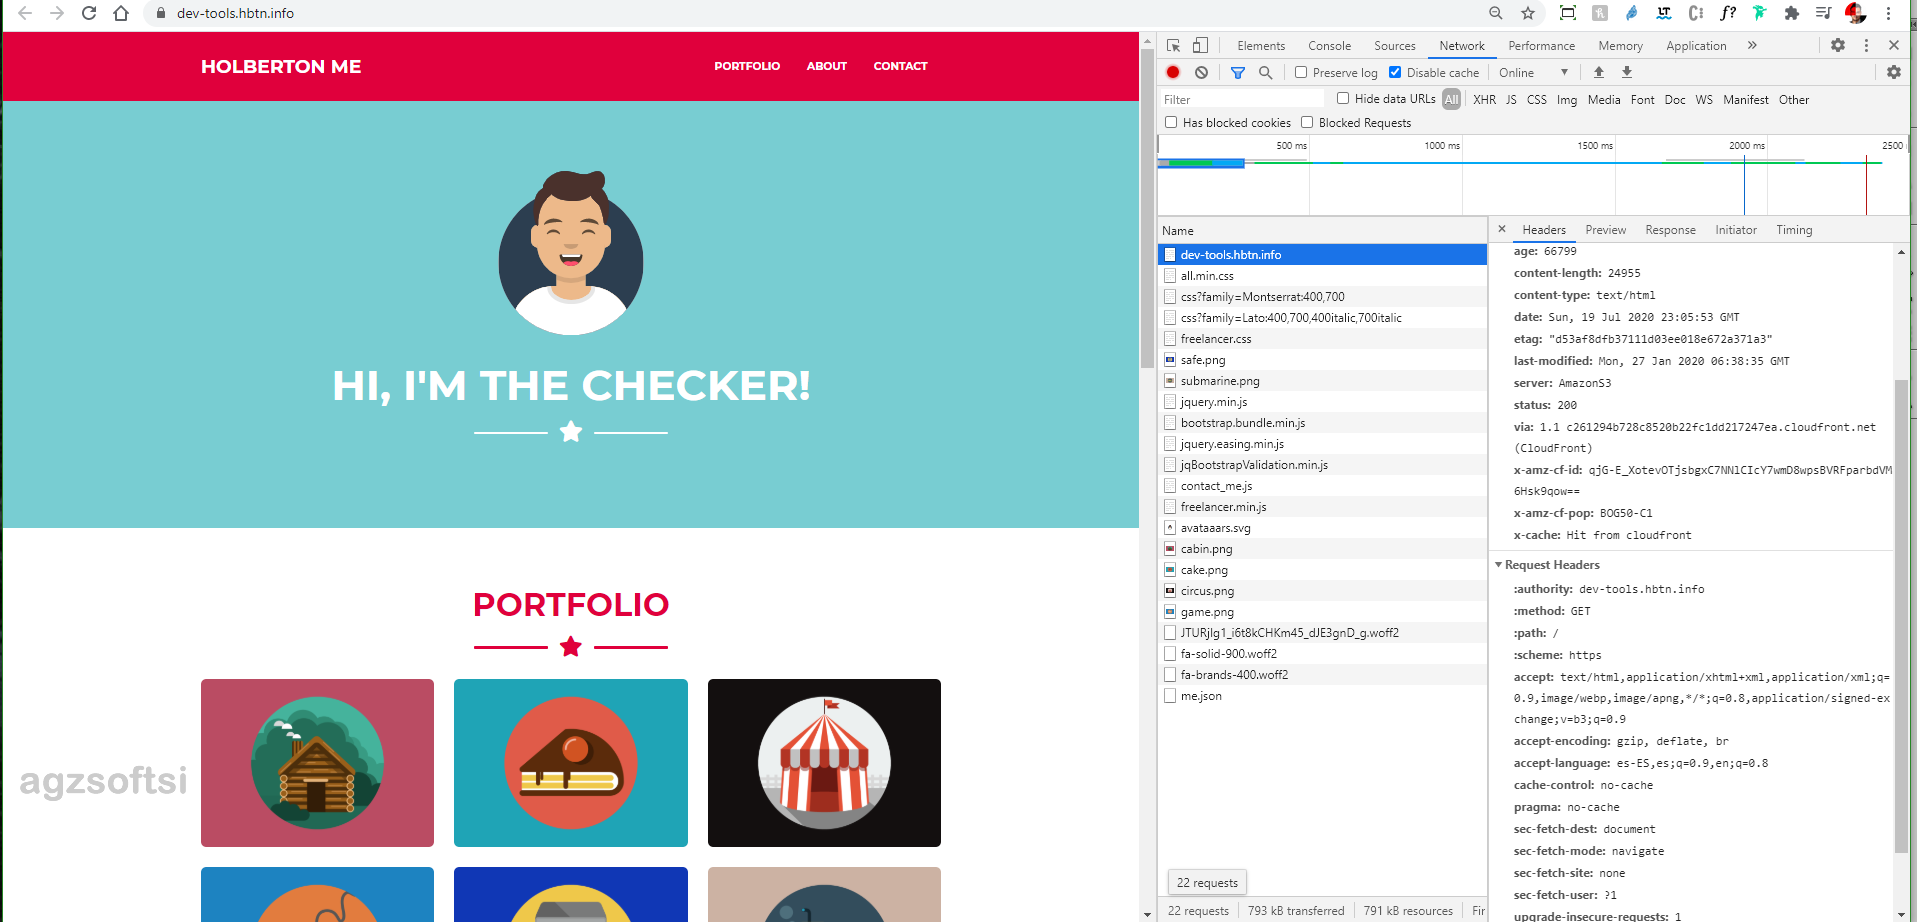 dev-tools.hbtn.info
HOLBERTON ME
PORTFOLIO ABOUT CONTACT
HI, I'M THE CHECKER!
PORTFOLIO
agzsoftsi
Elements Console Sources Network Performance Memory Application
Preserve log Disable cache Online
Filter Hide data URLs All XHR JS CSS Img Media Font Doc WS Manifest Other
Has blocked cookies Blocked Requests
500 ms 1000 ms 1500 ms 2000 ms 2500
Name
dev-tools.hbtn.info
all.min.css
css?family=Montserrat:400,700
css?family=Lato:400,700,400italic,700italic
freelancer.css
safe.png
submarine.png
jquery.min.js
bootstrap.bundle.min.js
jquery.easing.min.js
jqBootstrapValidation.min.js
contact_me.js
freelancer.min.js
avataaars.svg
cabin.png
cake.png
circus.png
game.png
JTURjIg1_i6t8kCHKm45_dJE3gnD_g.woff2
fa-solid-900.woff2
fa-brands-400.woff2
me.json
22 requests
22 requests 793 kB transferred 791 kB resources Fir
Headers Preview Response Initiator Timing
age: 66799
content-length: 24955
content-type: text/html
date: Sun, 19 Jul 2020 23:05:53 GMT
etag: "d53af8dfb37111d03ee018e672a371a3"
last-modified: Mon, 27 Jan 2020 06:38:35 GMT
server: AmazonS3
status: 200
via: 1.1 c261294b728c8520b22fc1dd217247ea.cloudfront.net
(CloudFront)
x-amz-cf-id: qjG-E_XotevOTjsbgxC7NNlCIcY7wmD8wpsBVRFparbdVM
6Hsk9qow==
x-amz-cf-pop: BOG50-C1
x-cache: Hit from cloudfront
Request Headers
:authority: dev-tools.hbtn.info
:method: GET
:path: /
:scheme: https
accept: text/html,application/xhtml+xml,application/xml;q=
0.9,image/webp,image/apng,*/*;q=0.8,application/signed-ex
change;v=b3;q=0.9
accept-encoding: gzip, deflate, br
accept-language: es-ES,es;q=0.9,en;q=0.8
cache-control: no-cache
pragma: no-cache
sec-fetch-dest: document
sec-fetch-mode: navigate
sec-fetch-site: none
sec-fetch-user: ?1
upgrade-insecure-requests: 1